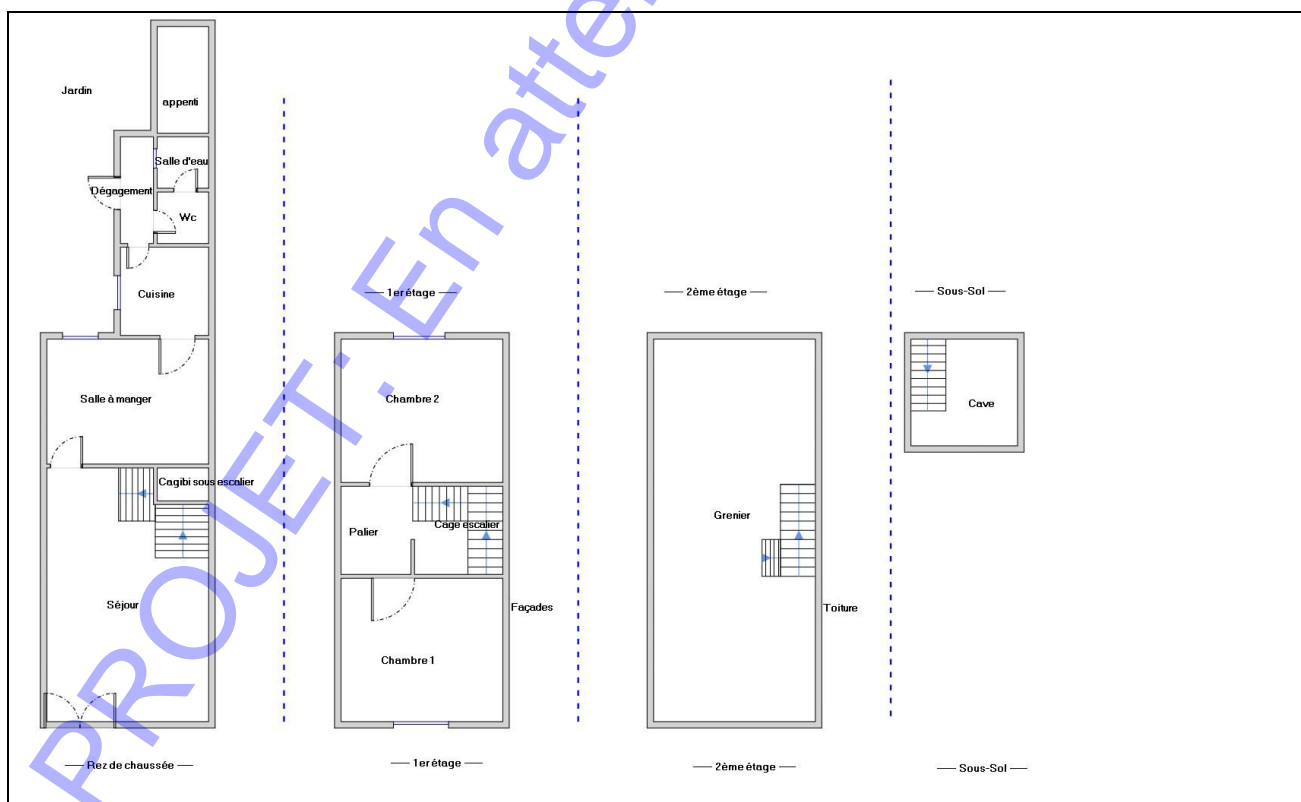 Jardin
appenti
Salle d'eau
Dégagement
Wc
Cuisine
Salle à manger
Cagibi sous escalier
Séjour
Rez de chaussée
1er étage
Chambre 2
Palier
Cage escalier
Chambre 1
Façades
1er étage
2ème étage
Grenier
Toiture
2ème étage
Sous-Sol
Cave
Sous-Sol
PROJET: En atte